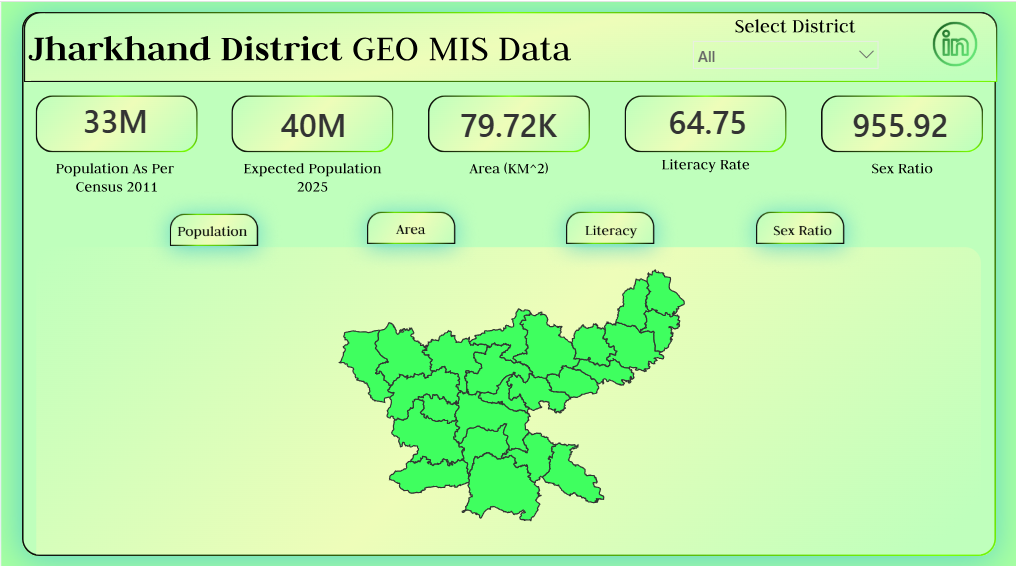 Jharkhand District GEO MIS Data
Select District
All
in
33M
40M
79.72K
64.75
955.92
Population As Per
Census 2011
Expected Population
2025
Area (KM^2)
Literacy Rate
Sex Ratio
Population
Area
Literacy
Sex Ratio